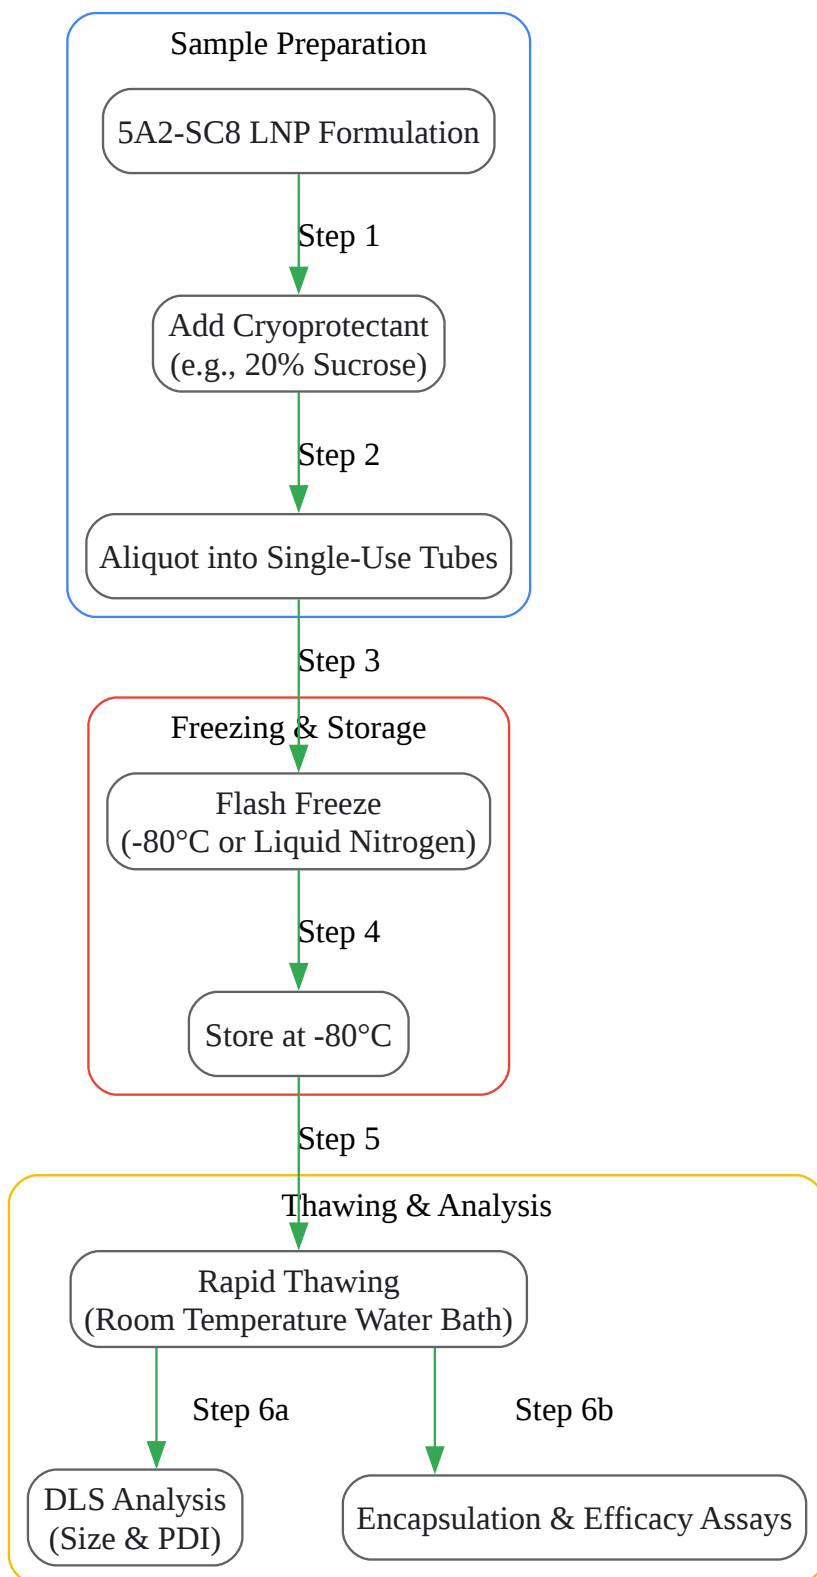 Sample Preparation
5A2-SC8 LNP Formulation
Step 1
Add Cryoprotectant
(e.g., 20% Sucrose)
Step 2
Aliquot into Single-Use Tubes
Step 3
Freezing & Storage
Flash Freeze
(-80°C or Liquid Nitrogen)
Step 4
Store at -80°C
Step 5
Thawing & Analysis
Rapid Thawing
(Room Temperature Water Bath)
Step 6a
Step 6b
DLS Analysis
(Size & PDI)
Encapsulation & Efficacy Assays